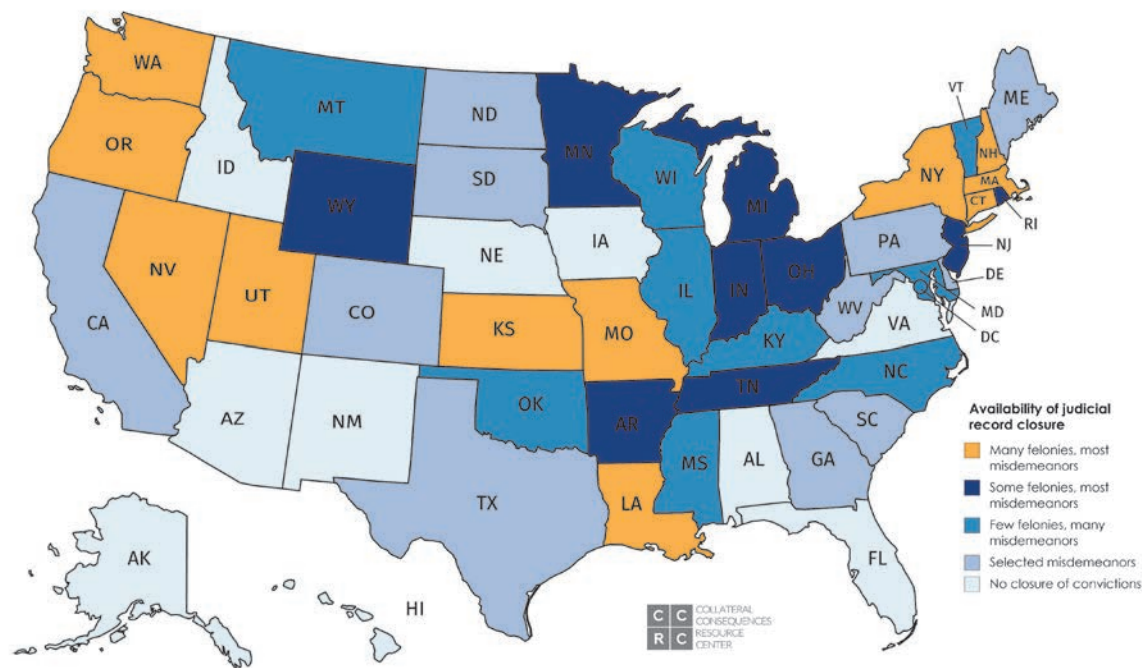 WA
OR
CA
NV
ID
MT
WY
UT
AZ
CO
NM
ND
SD
NE
KS
OK
TX
MN
IA
MO
AR
LA
WI
IL
MS
MI
IN
OH
KY
TN
AL
GA
FL
SC
NC
VA
WV
PA
NY
VT
NH
ME
MA
CT
RI
NJ
DE
MD
DC
AK
HI
Availability of judicial
record closure
Many felonies, most
misdemeanors
Some felonies, most
misdemeanors
Few felonies, many
misdemeanors
Selected misdemeanors
No closure of convictions
C C
R C
COLLATERAL
CONSEQUENCES
RESOURCE
CENTER